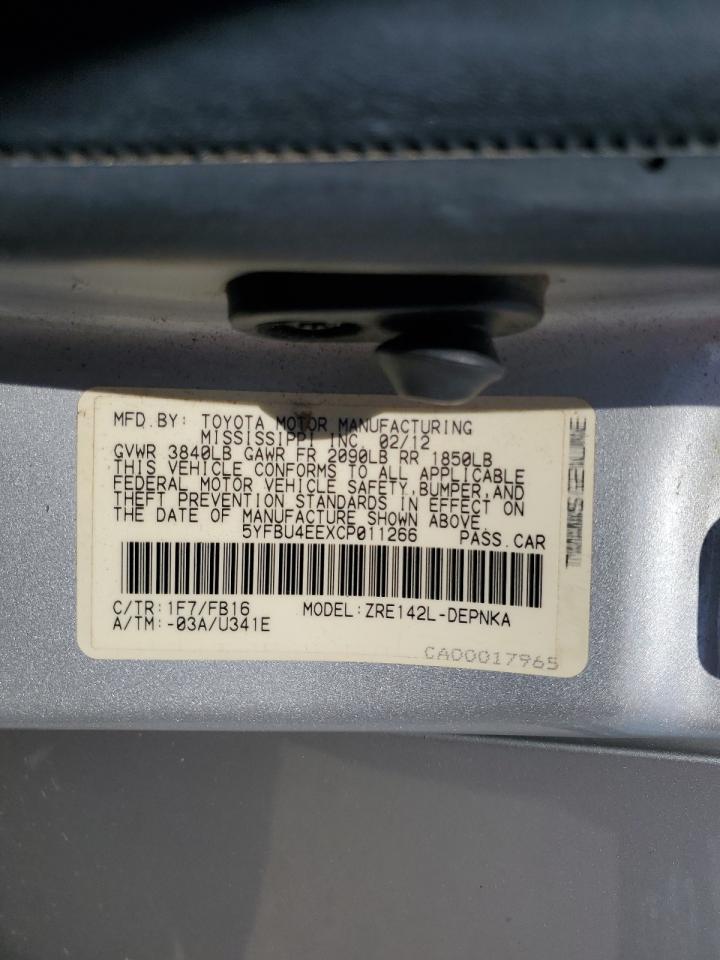 MFD.BY: TOYOTA MOTOR MANUFACTURING
MISSISSIPPI INC. 02/12
GVWR 3840LB GAWR FR 2090LB RR 1850LB
THIS VEHICLE CONFORMS TO ALL APPLICABLE
FEDERAL MOTOR VEHICLE SAFETY,BUMPER,AND
THEFT PREVENTION STANDARDS IN EFFECT ON
THE DATE OF MANUFACTURE SHOWN ABOVE.
5YFBU4EEXCP011266 PASS.CAR
C/TR:1F7/FB16 MODEL:ZRE142L-DEPNKA
A/TM:-03A/U341E
CA00017965